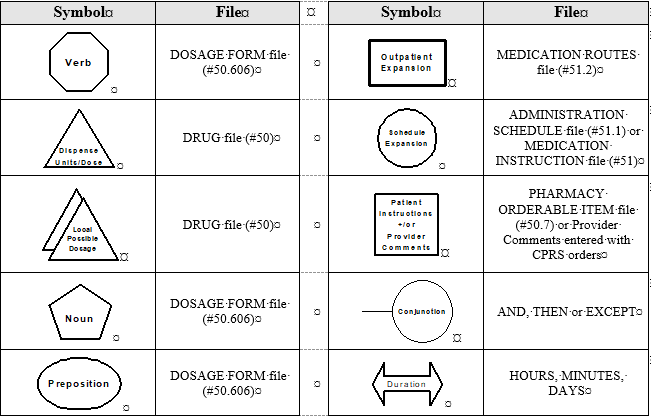 Symbol¤ File¤ ¤ Symbol¤ File¤
Verb ¤
DOSAGE·FORM·file·
(#50.606)¤
¤
Outpatient
Expansion ¤
MEDICATION·ROUTES·
file·(#51.2)¤
Dispense
Units/Dose ¤
DRUG·file·(#50)¤
¤
Schedule
Expansion ¤
ADMINISTRATION·
SCHEDULE·file·(#51.1)·or·
MEDICATION·
INSTRUCTION·file·(#51)¤
Local
Possible
Dosage ¤
DRUG·file·(#50)¤
¤
Patient
Instructions
+/or
Provider
Comments ¤
PHARMACY·
ORDERABLE·ITEM·file·
(#50.7)·or·Provider·
Comments·entered·with·
CPRS·orders¤
Noun ¤
DOSAGE·FORM·file·
(#50.606)¤
¤
Conjunction ¤
AND,·THEN·or·EXCEPT¤
Preposition ¤
DOSAGE·FORM·file·
(#50.606)¤
¤
Duration ¤
HOURS,·MINUTES,·
DAYS¤